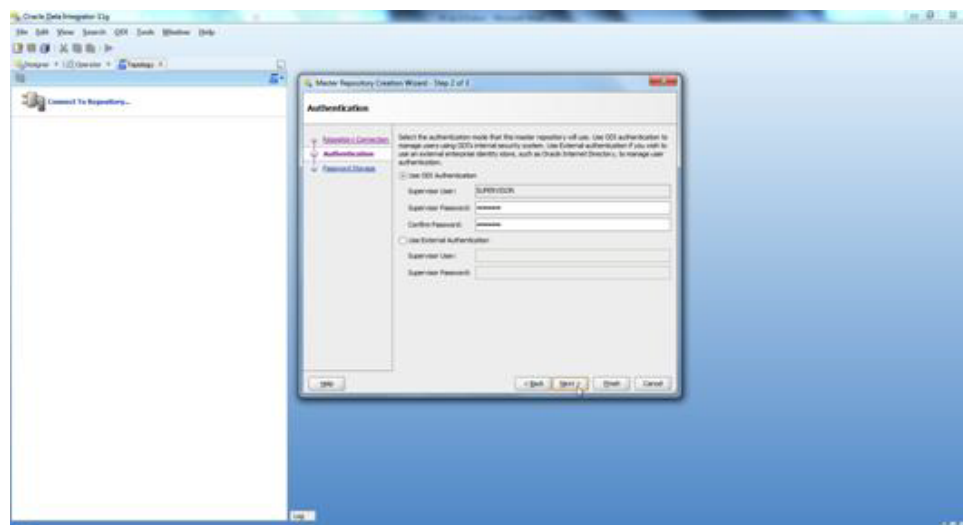 Oracle Data Integrator 11g
File Edit View Search ODI Tools Window Help
Designer Operator Topology
Connect To Repository...
Master Repository Creation Wizard - Step 2 of 3
Authentication
Repository Connection
Authentication
Password Storage
Select the authentication mode that the master repository will use. Use ODI authentication to
manage users using ODI's internal security system. Use External authentication if you wish to
use an external enterprise identity store, such as Oracle Internet Directory, to manage user
authentication.
Use ODI Authentication
Supervisor User: SUPERVISOR
Supervisor Password:
Confirm Password:
Use External Authentication
Supervisor User:
Supervisor Password:
Help < Back Next > Finish Cancel
Log